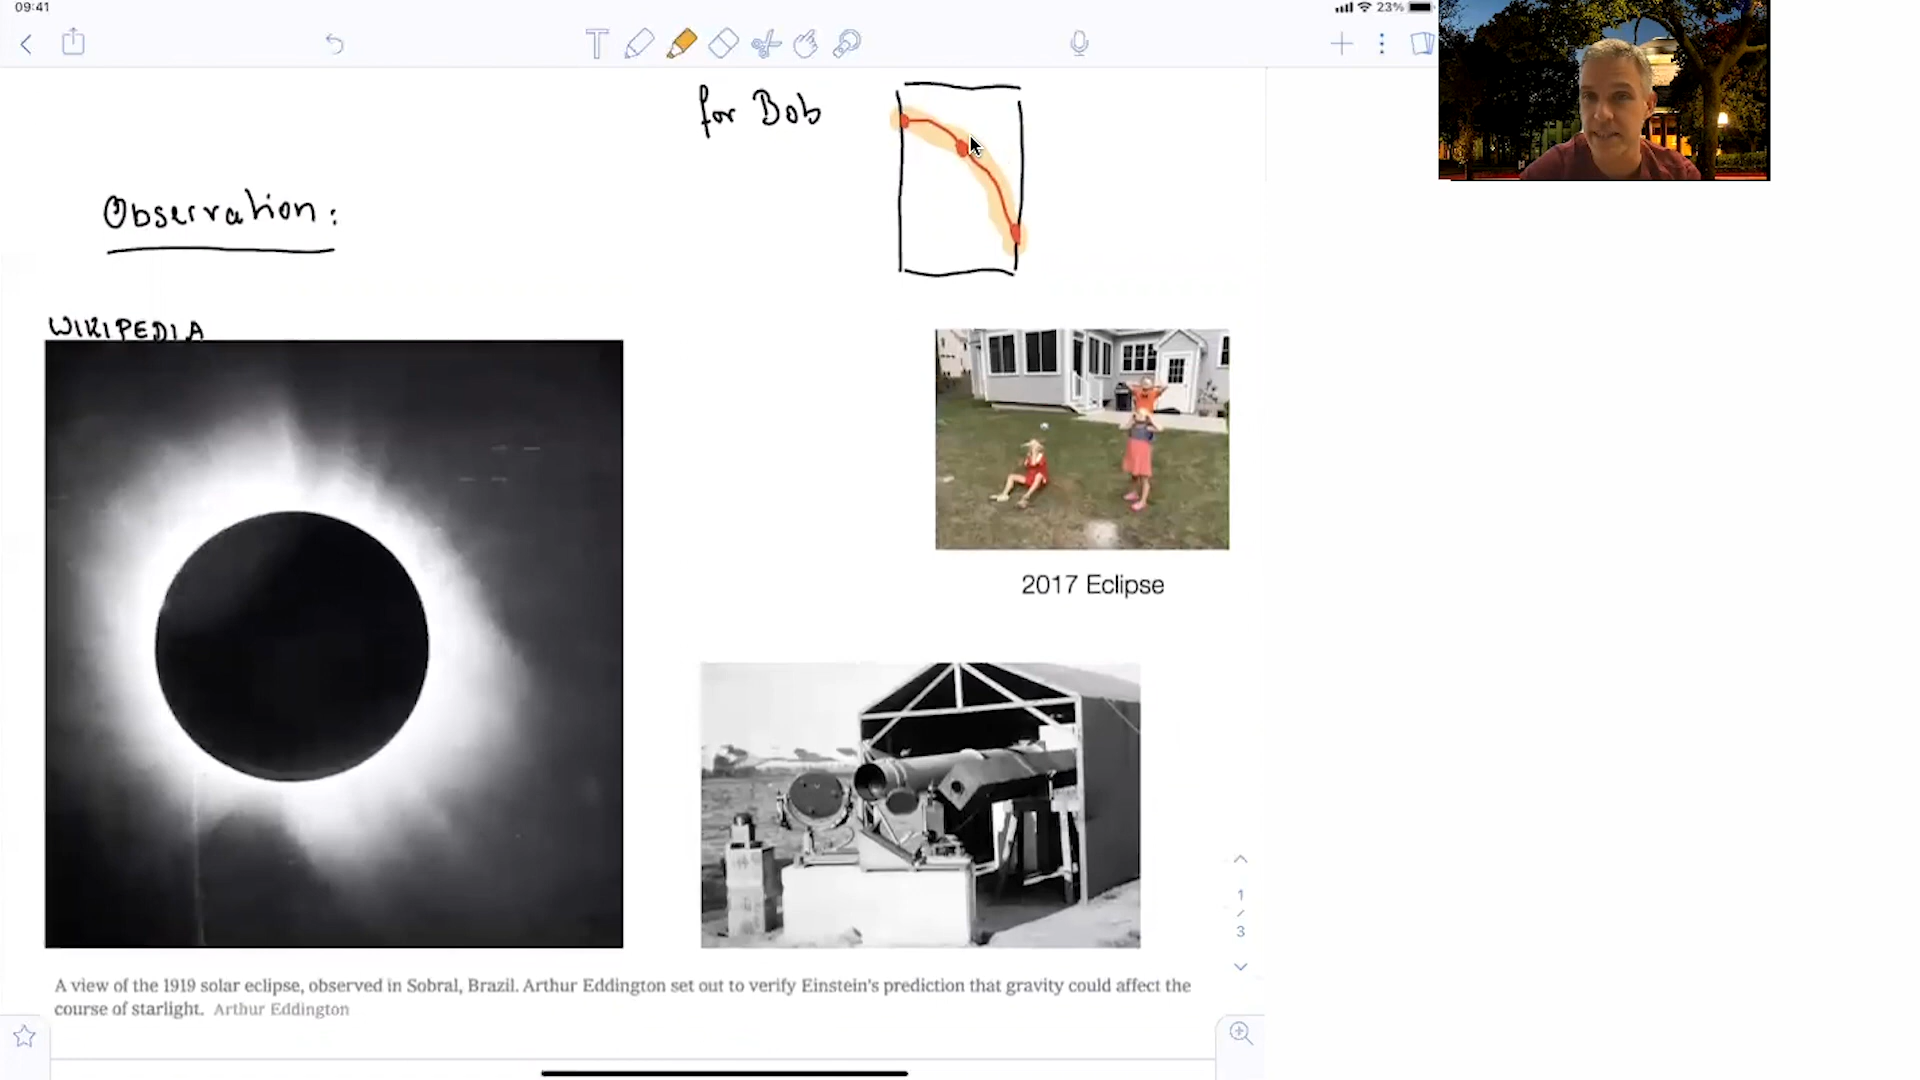 09:41
23%
for Bob
Observation:
WIKIPEDIA
2017 Eclipse
1
/
3
A view of the 1919 solar eclipse, observed in Sobral, Brazil. Arthur Eddington set out to verify Einstein's prediction that gravity could affect the
course of starlight. Arthur Eddington